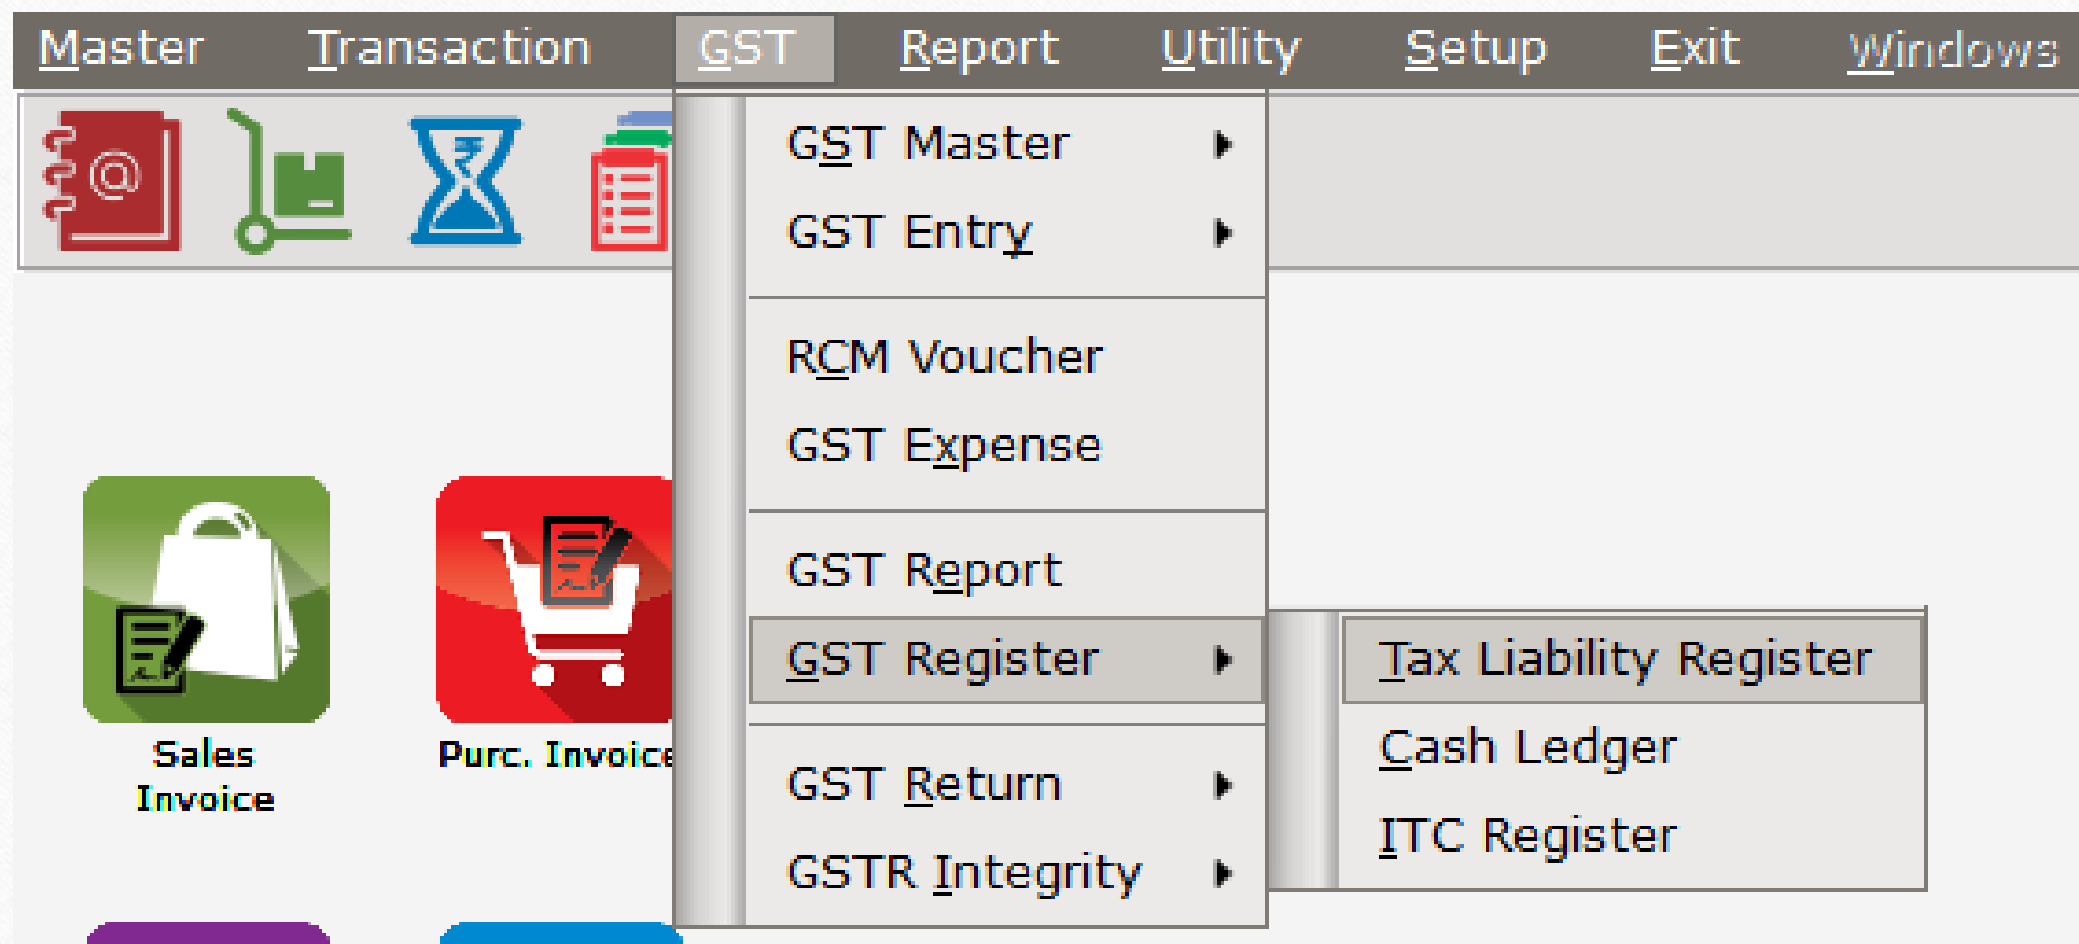 Master Transaction GST Report Utility Setup Exit Windows
GST Master
GST Entry
RCM Voucher
GST Expense
GST Report
GST Register
GST Return
GSTR Integrity
Tax Liability Register
Cash Ledger
ITC Register
@
₹
Sales
Invoice
Purc. Invoice